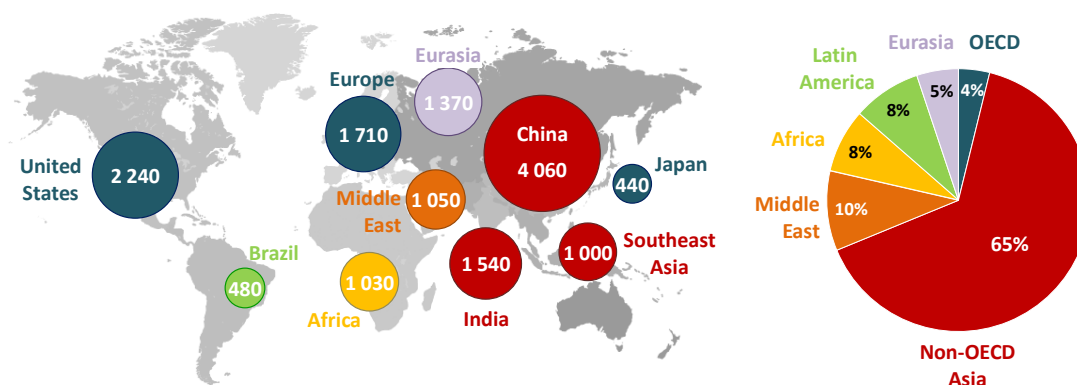 Eurasia
1 370
Europe
1 710
China
4 060
United
States
2 240
Japan
440
Middle
East
1 050
Southeast
Asia
1 000
Brazil
480
1 540
India
1 030
Africa
Eurasia
OECD
Latin
America
5%
4%
8%
Africa
8%
Middle
East
10%
65%
Non-OECD
Asia